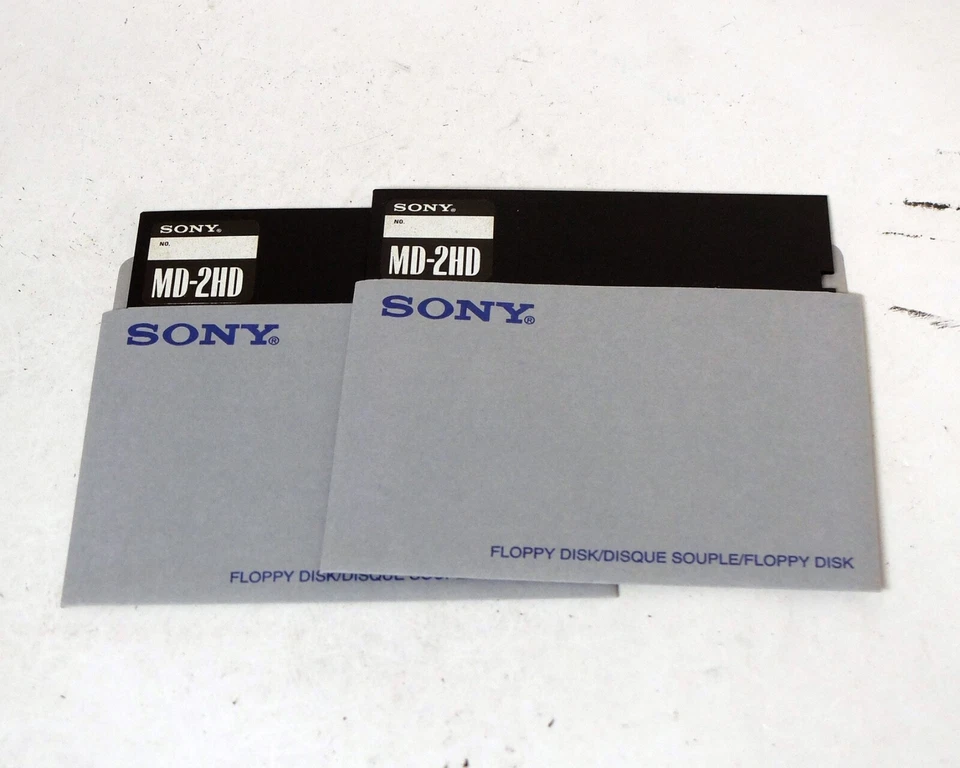 SONY®
NO.
MD-2HD
SONY®
FLOPPY DISK/DISQUE
SONY®
NO.
MD-2HD
SONY®
FLOPPY DISK/DISQUE SOUPLE/FLOPPY DISK